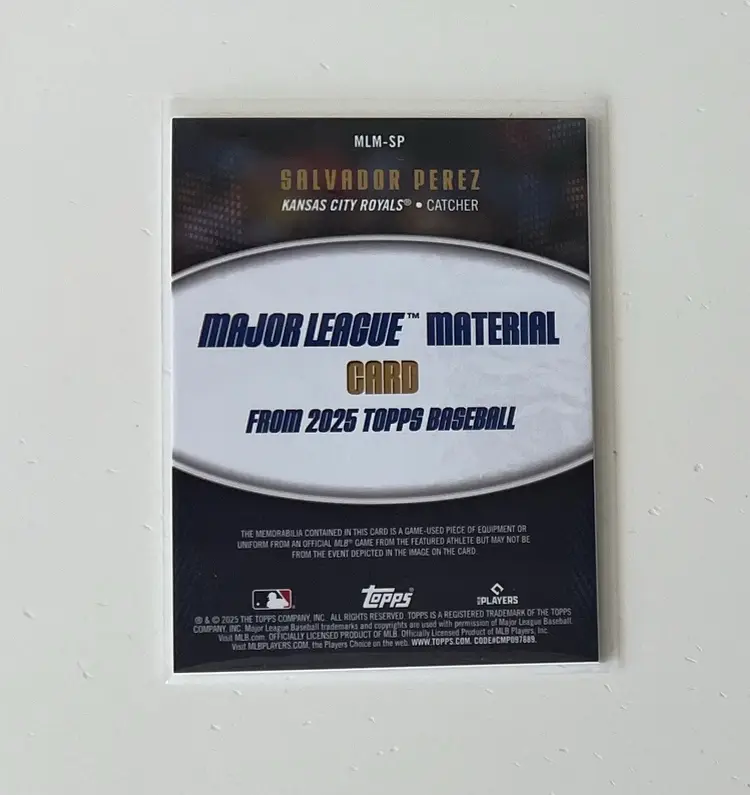 MLM-SP
SALVADOR PEREZ
KANSAS CITY ROYALS® • CATCHER
MAJOR LEAGUE™ MATERIAL
CARD
FROM 2025 TOPPS BASEBALL
THE MEMORABILIA CONTAINED IN THIS CARD IS A GAME-USED PIECE OF EQUIPMENT OR
UNIFORM FROM AN OFFICIAL MLB® GAME FROM THE FEATURED ATHLETE BUT MAY NOT BE
FROM THE EVENT DEPICTED IN THE IMAGE ON THE CARD.
TOPPS® PLAYERS
® & © 2025 THE TOPPS COMPANY, INC. ALL RIGHTS RESERVED. TOPPS IS A REGISTERED TRADEMARK OF THE TOPPS
COMPANY, INC. Major League Baseball trademarks and copyrights are used with permission of Major League Baseball.
Visit MLB.com. OFFICIALLY LICENSED PRODUCT OF MLB. Officially Licensed Product of MLB Players, Inc.
Visit MLBPLAYERS.COM, the Players Choice on the web. WWW.TOPPS.COM. CODE#CMP097889.